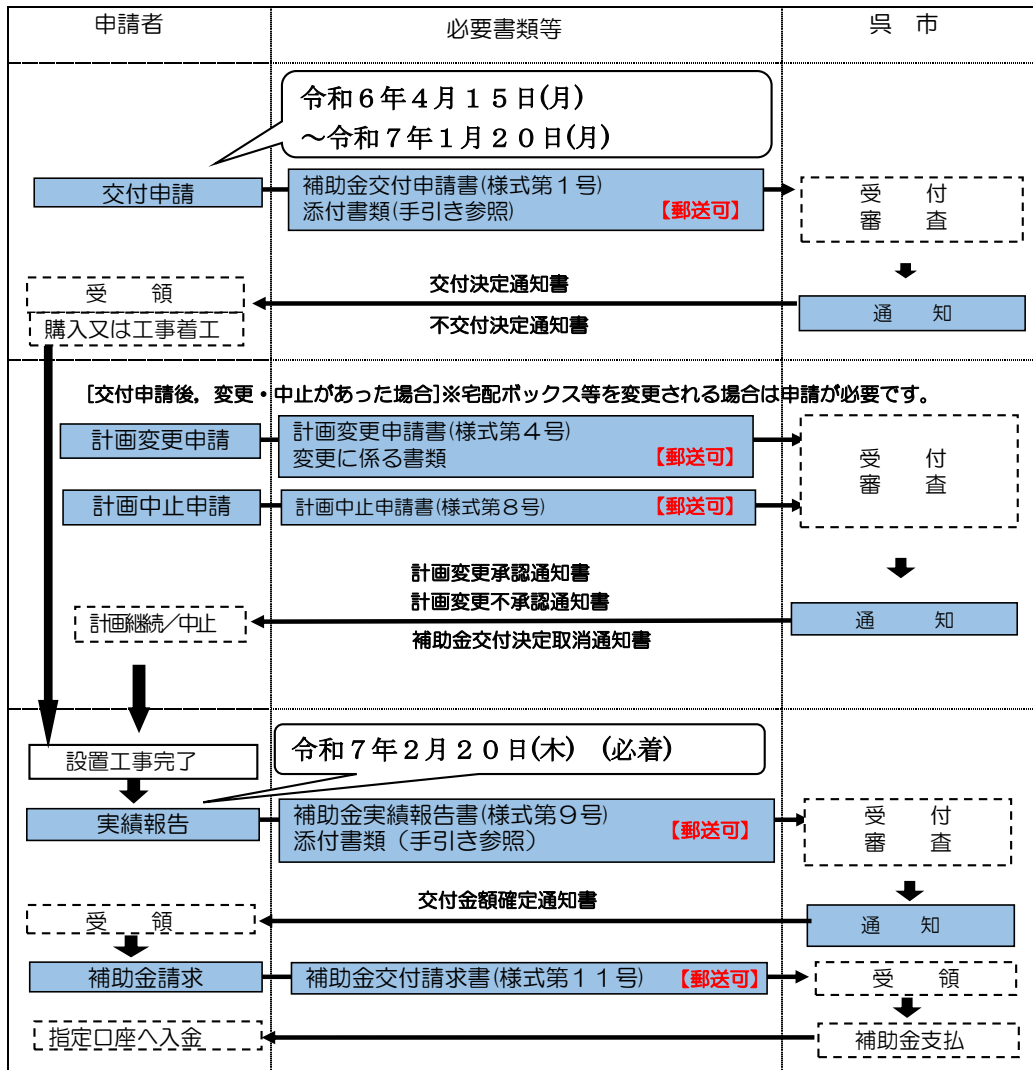 申請者
必要書類等
呉　市
令和６年４月１５日(月)
～令和７年１月２０日(月)
交付申請
補助金交付申請書(様式第１号)
添付書類(手引き参照)
【郵送可】
受　　付
審　　査
交付決定通知書
不交付決定通知書
通　　知
受　　領
購入又は工事着工
[交付申請後，変更・中止があった場合]※宅配ボックス等を変更される場合は申請が必要です。
計画変更申請
計画変更申請書(様式第４号)
変更に係る書類
【郵送可】
受　　付
審　　査
計画中止申請
計画中止申請書(様式第８号)
【郵送可】
計画変更承認通知書
計画変更不承認通知書
補助金交付決定取消通知書
通　　知
計画継続／中止
設置工事完了
令和７年２月２０日(木)　(必着)
実績報告
補助金実績報告書(様式第９号)
添付書類（手引き参照）
【郵送可】
受　　付
審　　査
交付金額確定通知書
通　　知
受　　領
補助金請求
補助金交付請求書(様式第１１号)
【郵送可】
受　　領
指定口座へ入金
補助金支払